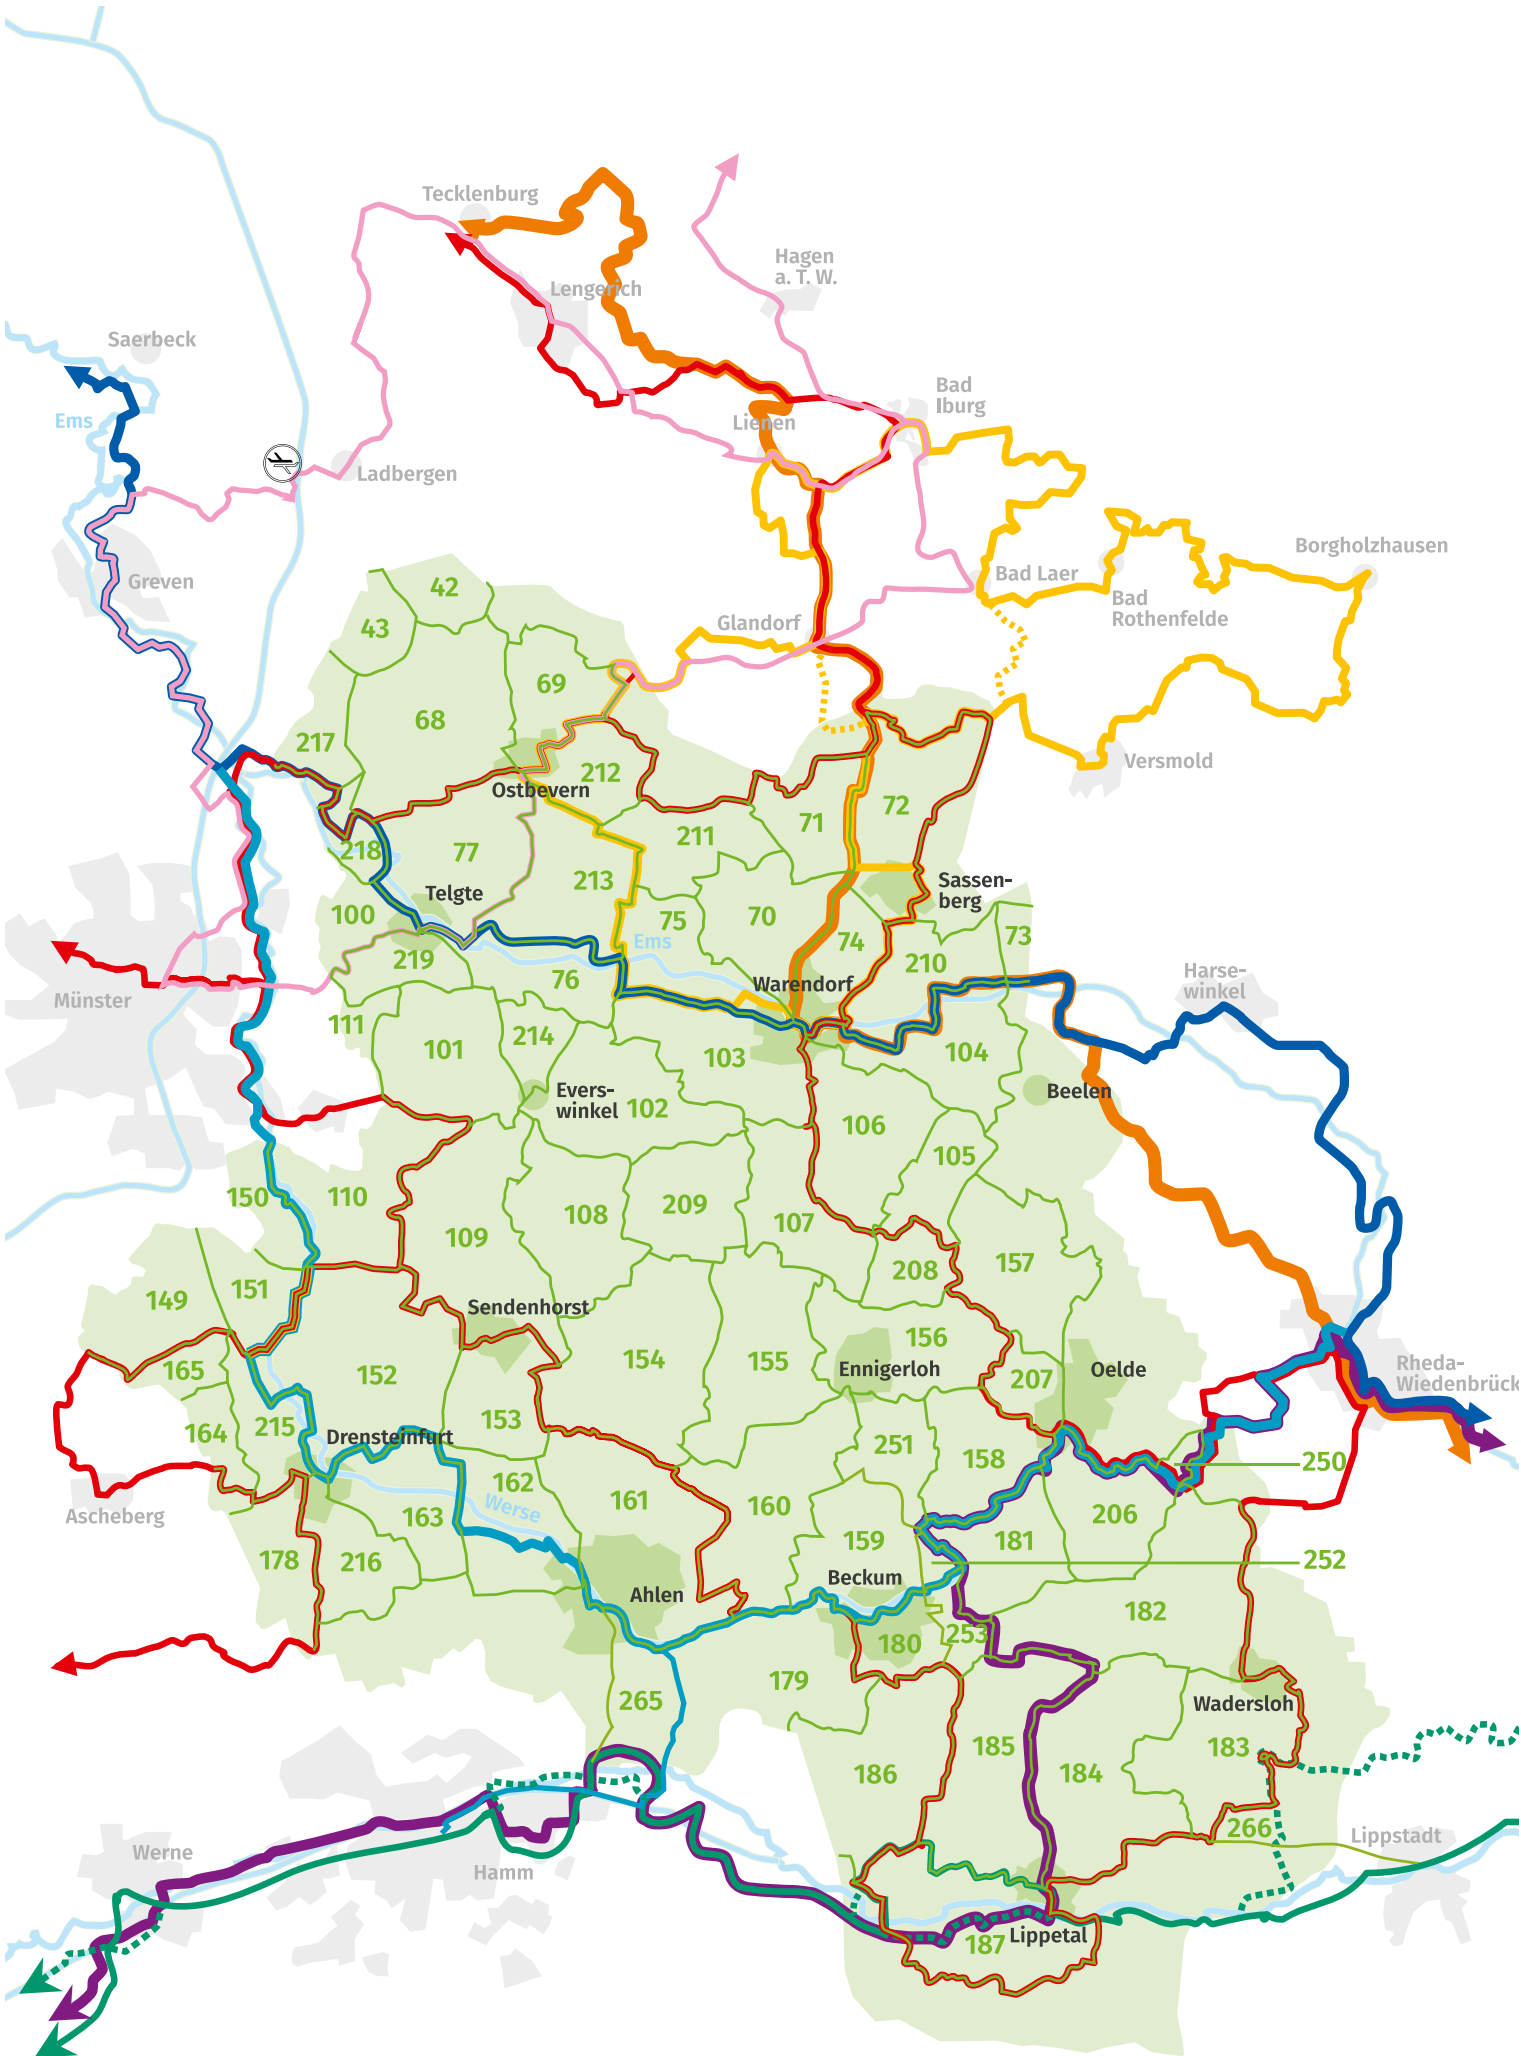 Tecklenburg
Hagen
a. T. W.
Lengerich
Saerbeck
Bad
Iburg
Ems
Lienen
Ladbergen
Borgholzhausen
Bad Laer
Greven
42
Bad
Rothenfelde
43
Glandorf
69
68
217
Versmold
212
Ostbevern
72
71
211
218
77
213
Sassen-
berg
Telgte
100
75
70
73
Ems
74
219
210
76
Warendorf
Harse-
winkel
Münster
111
214
101
103
104
Evers-
winkel
Beelen
102
106
105
150
110
209
108
107
109
157
208
151
149
Sendenhorst
156
154
155
Ennigerloh
Oelde
Rheda-
Wiedenbrück
165
152
207
153
215
164
Drensteinfurt
251
158
250
162
161
160
Werse
Ascheberg
163
206
159
181
178
216
252
Beckum
Ahlen
182
253
180
179
265
Wadersloh
185
183
186
184
266
Lippstadt
Werne
Hamm
187
Lippetal